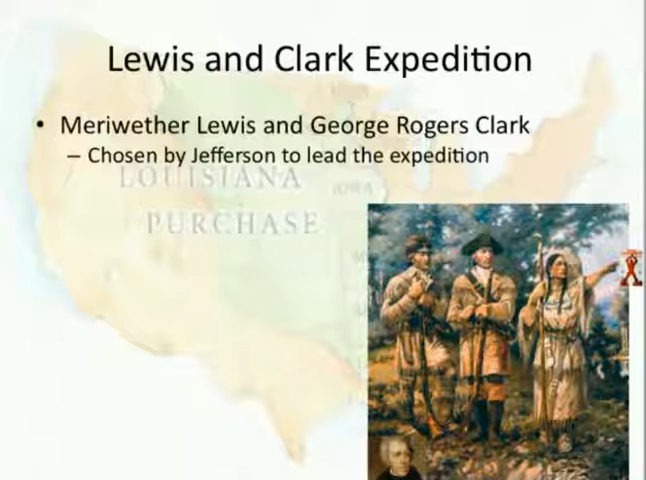 Lewis and Clark Expedition
• Meriwether Lewis and George Rogers Clark
– Chosen by Jefferson to lead the expedition
LOUISIANA
IOWA
PURCHASE